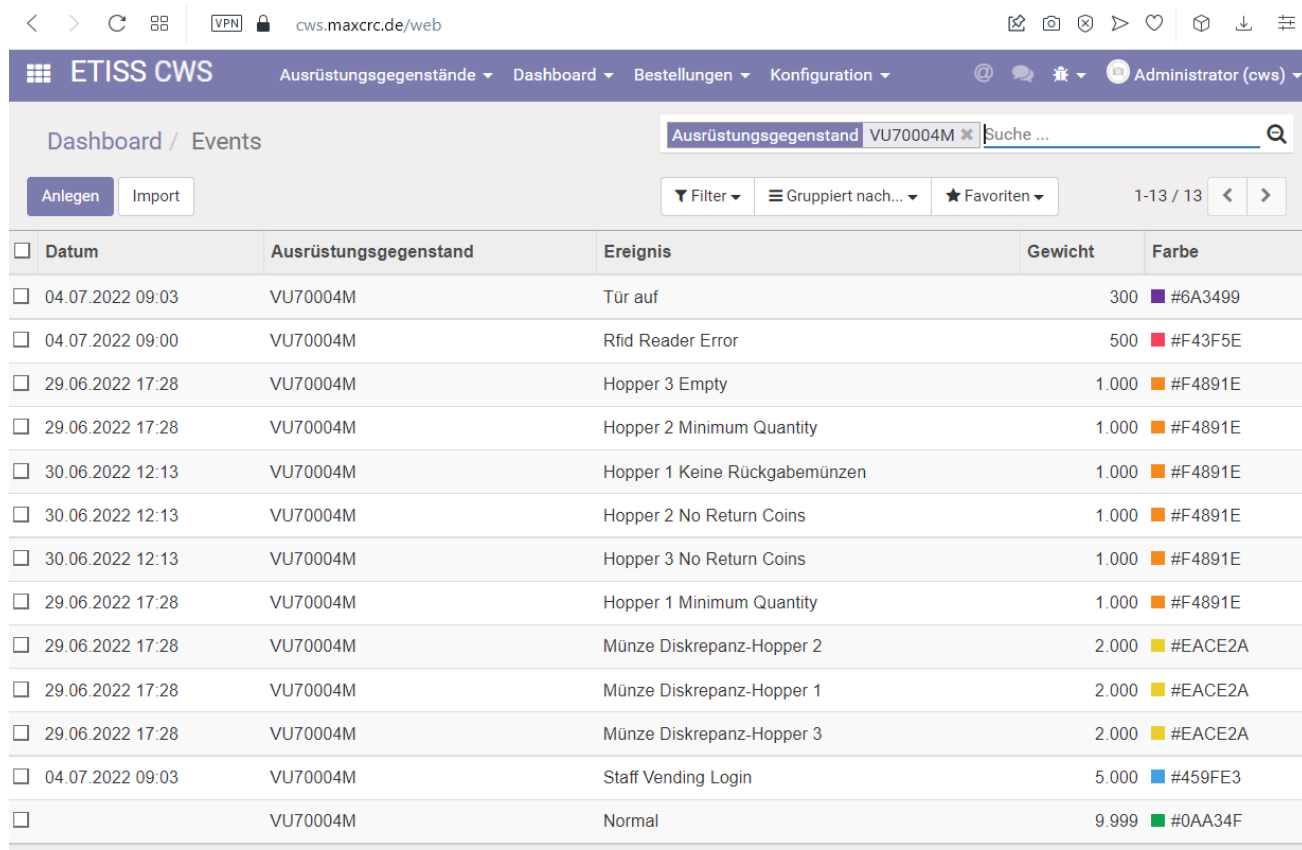 VPN cws.maxcrc.de/web
ETISS CWS Ausrüstungsgegenstände Dashboard Bestellungen Konfiguration @ Administrator (cws)
Dashboard / Events Ausrüstungsgegenstand VU70004M Suche ...
Anlegen Import Filter Gruppiert nach... Favoriten 1-13 / 13
Datum Ausrüstungsgegenstand Ereignis Gewicht Farbe
04.07.2022 09:03 VU70004M Tür auf 300 #6A3499
04.07.2022 09:00 VU70004M Rfid Reader Error 500 #F43F5E
29.06.2022 17:28 VU70004M Hopper 3 Empty 1.000 #F4891E
29.06.2022 17:28 VU70004M Hopper 2 Minimum Quantity 1.000 #F4891E
30.06.2022 12:13 VU70004M Hopper 1 Keine Rückgabemünzen 1.000 #F4891E
30.06.2022 12:13 VU70004M Hopper 2 No Return Coins 1.000 #F4891E
30.06.2022 12:13 VU70004M Hopper 3 No Return Coins 1.000 #F4891E
29.06.2022 17:28 VU70004M Hopper 1 Minimum Quantity 1.000 #F4891E
29.06.2022 17:28 VU70004M Münze Diskrepanz-Hopper 2 2.000 #EACE2A
29.06.2022 17:28 VU70004M Münze Diskrepanz-Hopper 1 2.000 #EACE2A
29.06.2022 17:28 VU70004M Münze Diskrepanz-Hopper 3 2.000 #EACE2A
04.07.2022 09:03 VU70004M Staff Vending Login 5.000 #459FE3
VU70004M Normal 9.999 #0AA34F